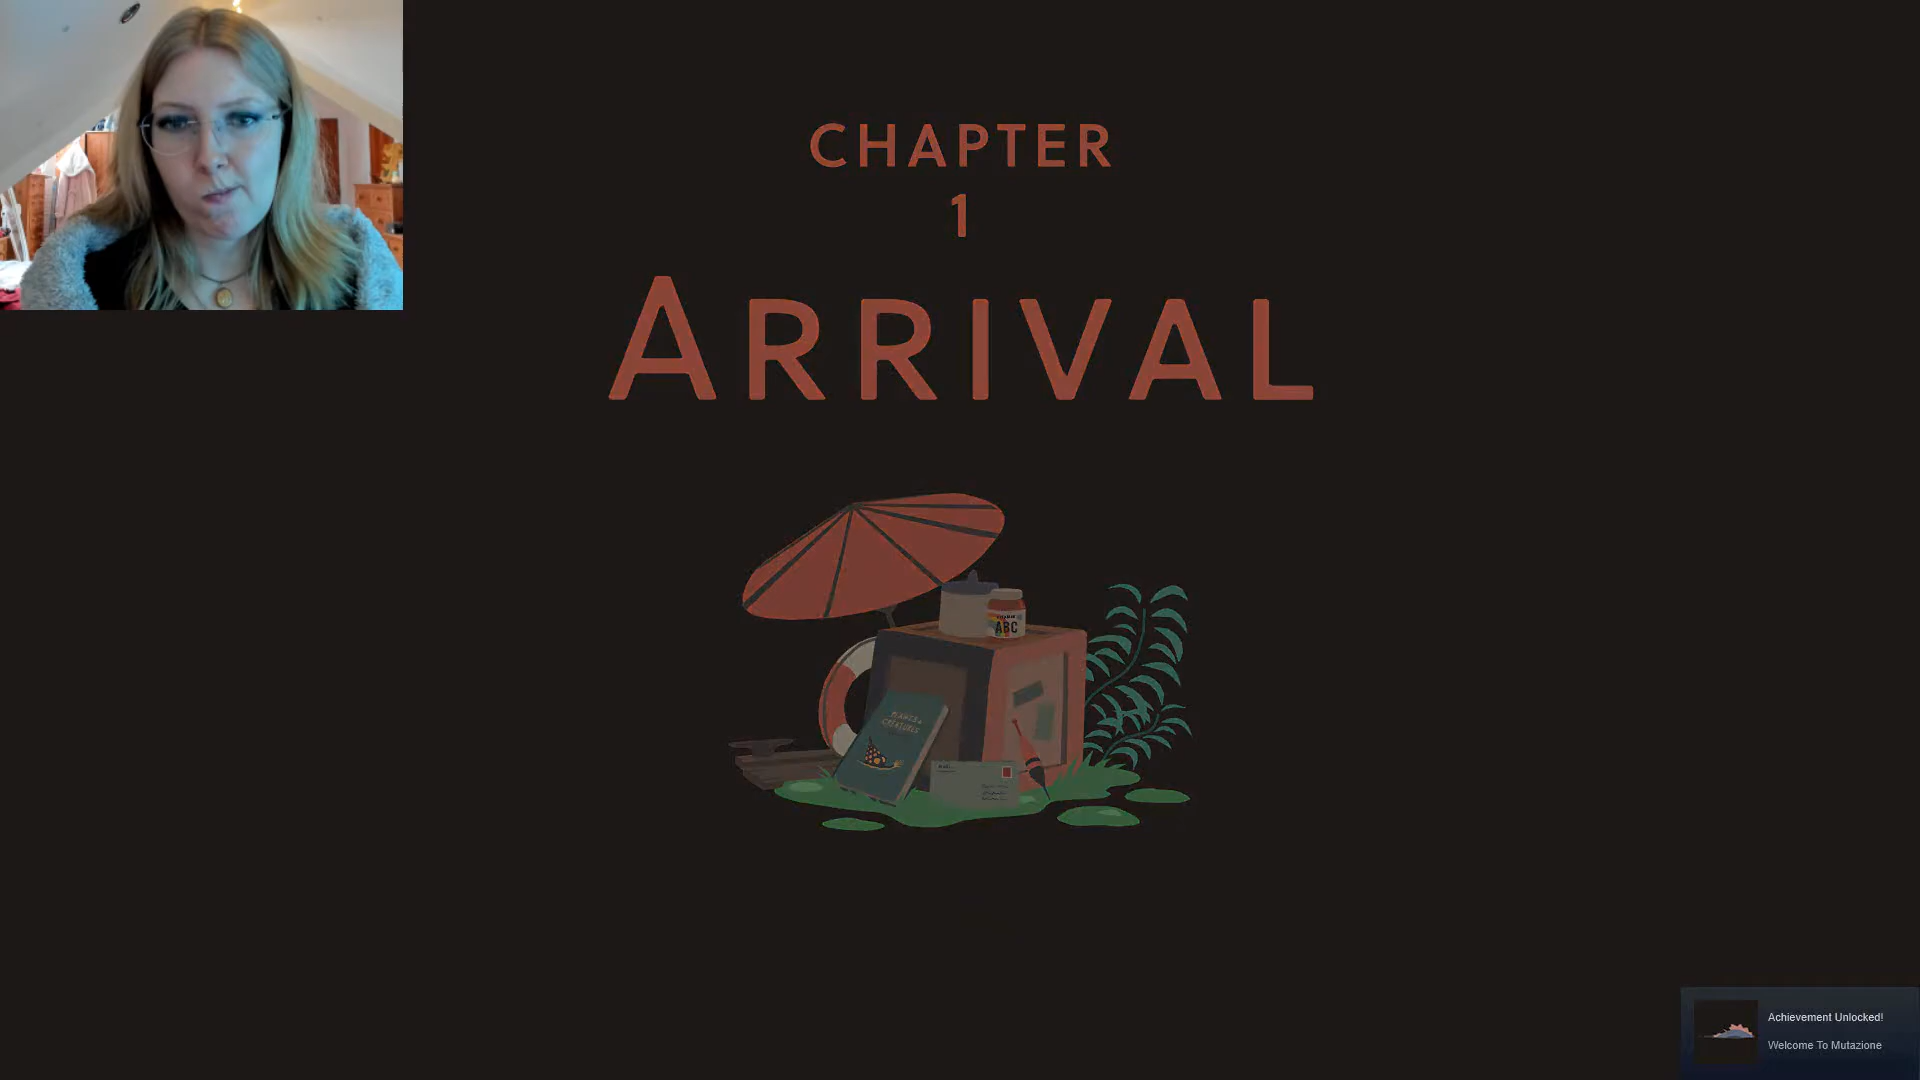 CHAPTER
1
ARRIVAL
ABC
Achievement Unlocked!
Welcome To Mutazione